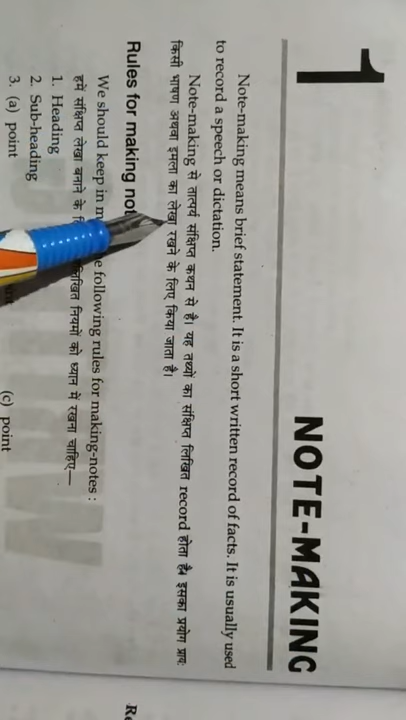 1
NOTE-MAKING
Note-making means brief statement. It is a short written record of facts. It is usually used
to record a speech or dictation.
Note-making से तात्पर्य संक्षिप्त कथन से है। यह तथ्यों का संक्षिप्त लिखित record होता है। इसका प्रयोग प्रायः
किसी भाषण अथवा इमला का लेखा रखने के लिए किया जाता है।
Rules for making
We should keep in following rules for making-notes :
हमें संक्षिप्त लेखा बनाने के नियमों को ध्यान में रखना चाहिए—
1. Heading
2. Sub-heading
3. (a) point (c) point